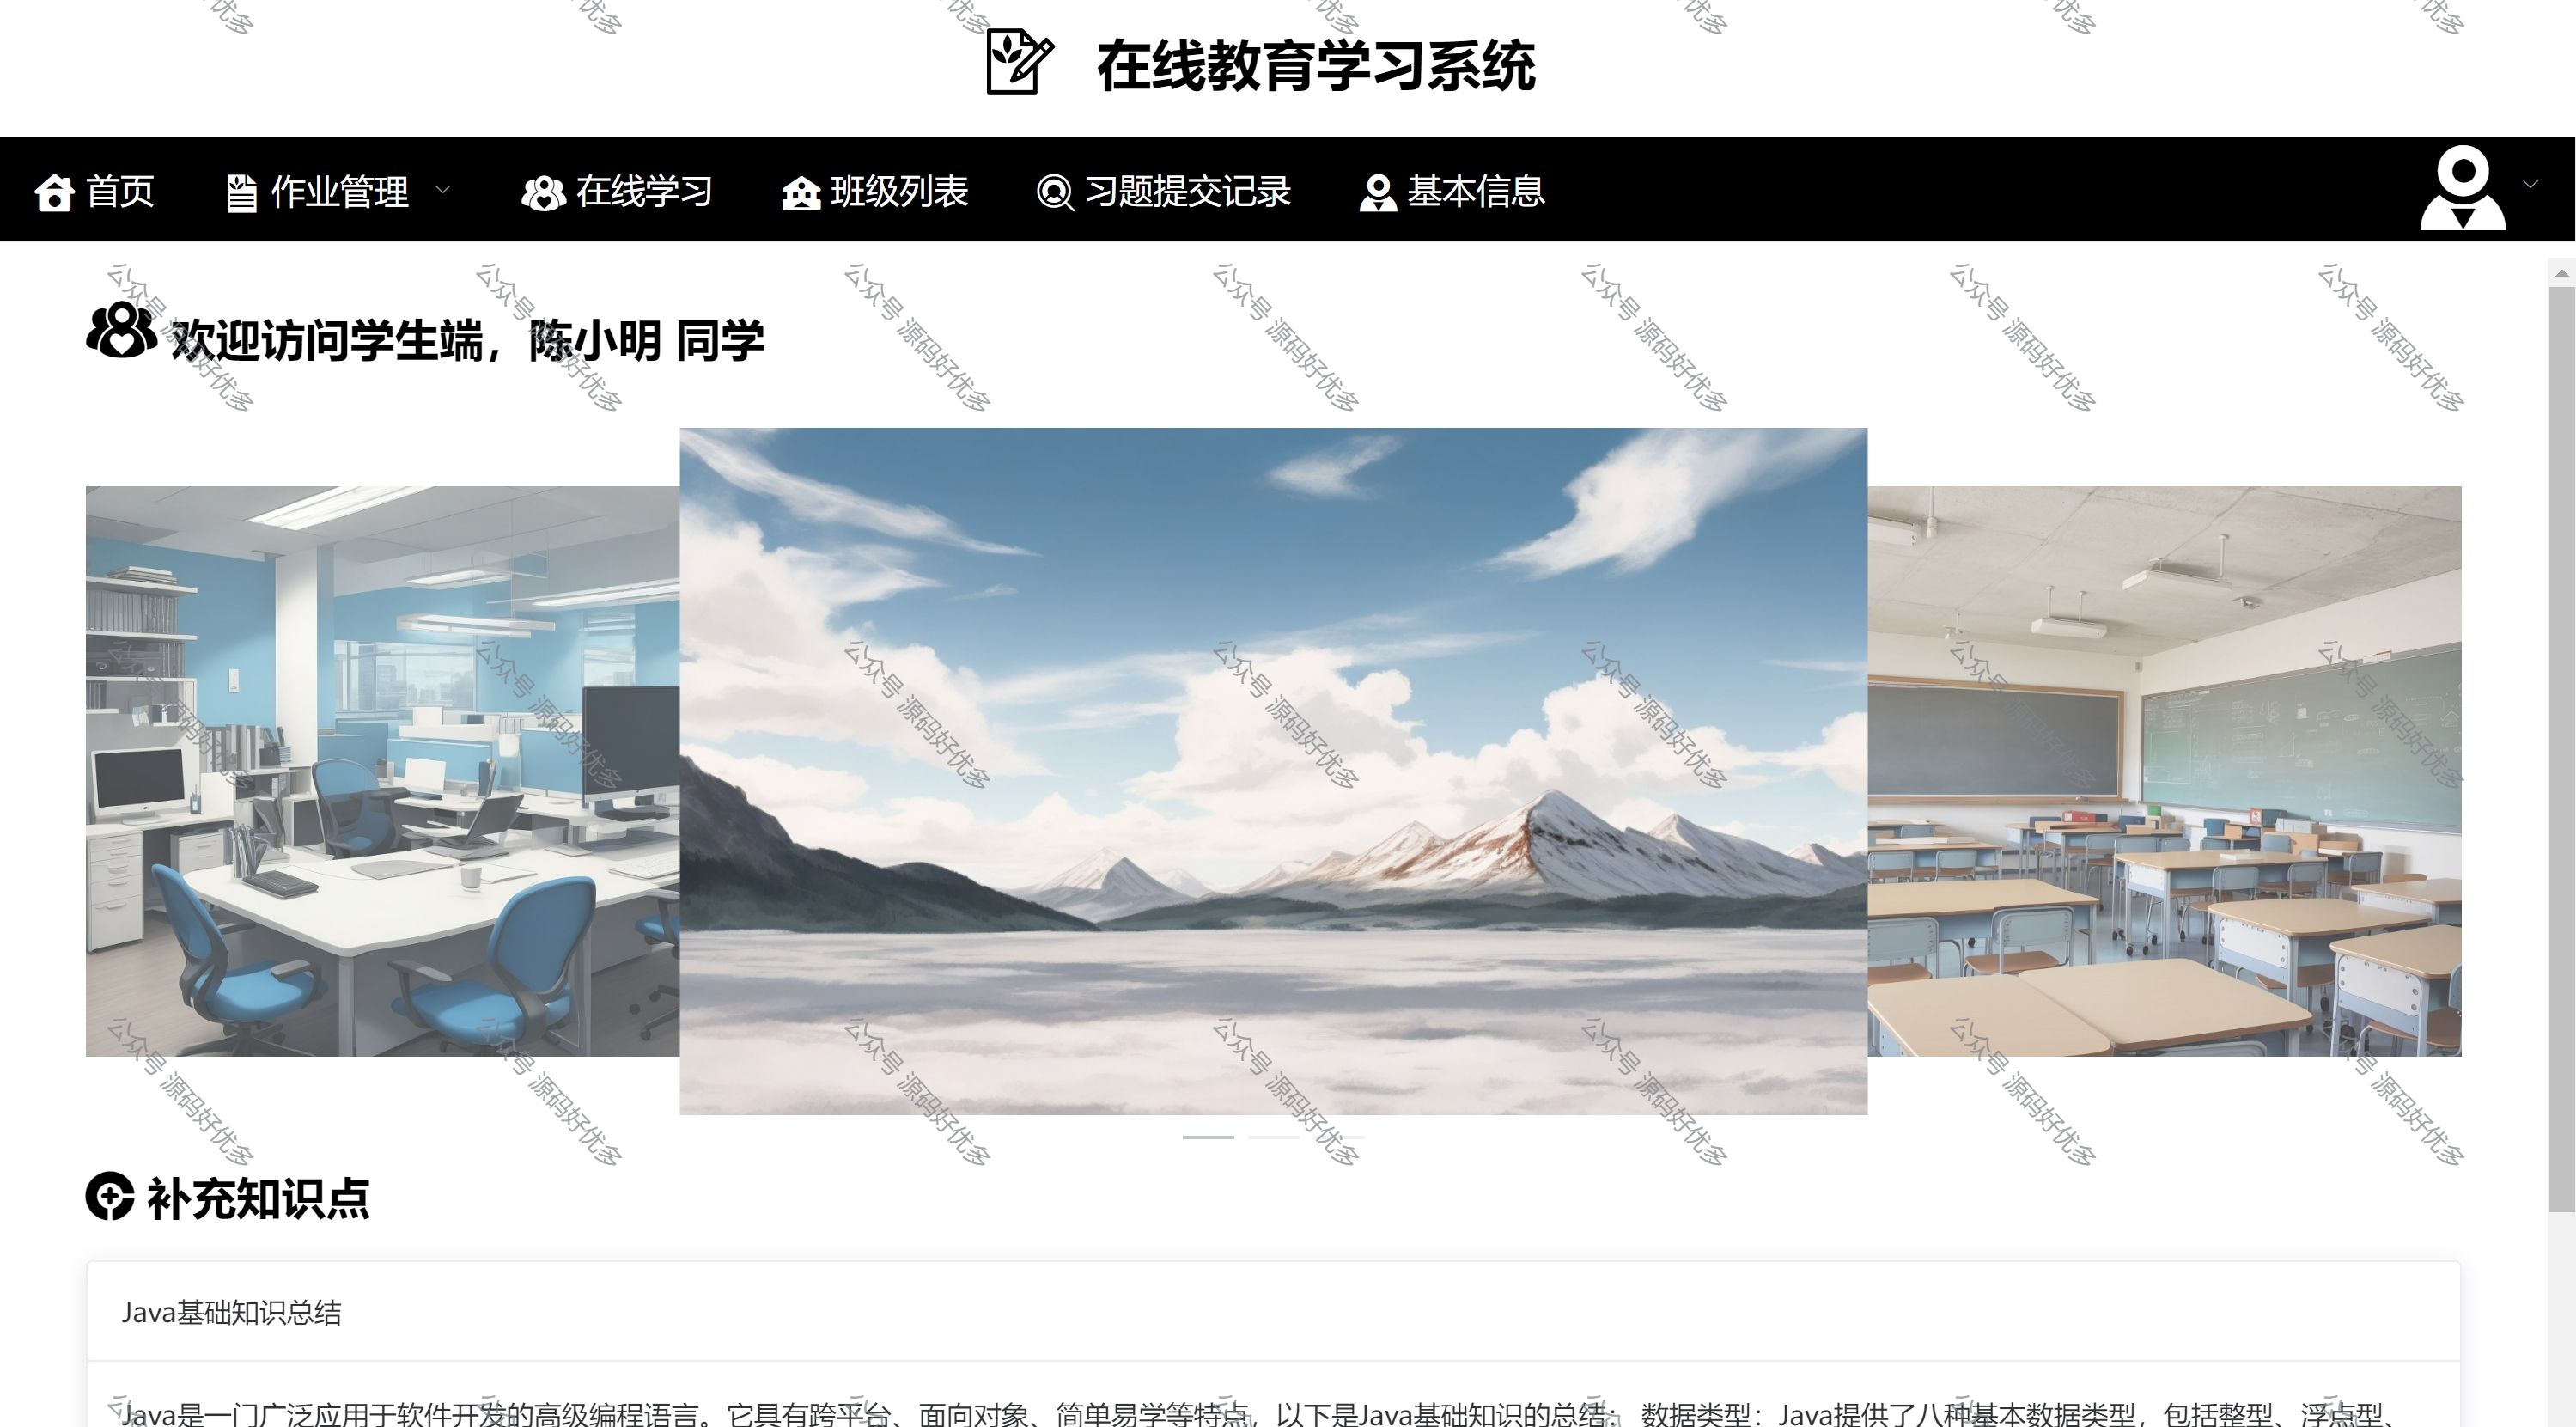 在线教育学习系统
首页 作业管理 在线学习 班级列表 习题提交记录 基本信息
欢迎访问学生端，陈小明 同学
补充知识点
Java基础知识总结
Java是一门广泛应用于软件开发的高级编程语言。它具有跨平台、面向对象、简单易学等特点，以下是Java基础知识的总结： 数据类型：Java提供了八种基本数据类型，包括整型、浮点型、
公众号 源码好优多